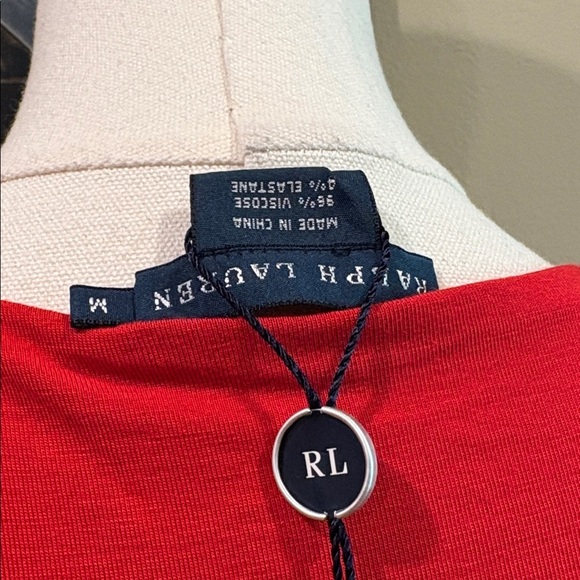 MADE IN CHINA
96% VISCOSE
4% ELASTANE
RALPH LAUREN
M
RL